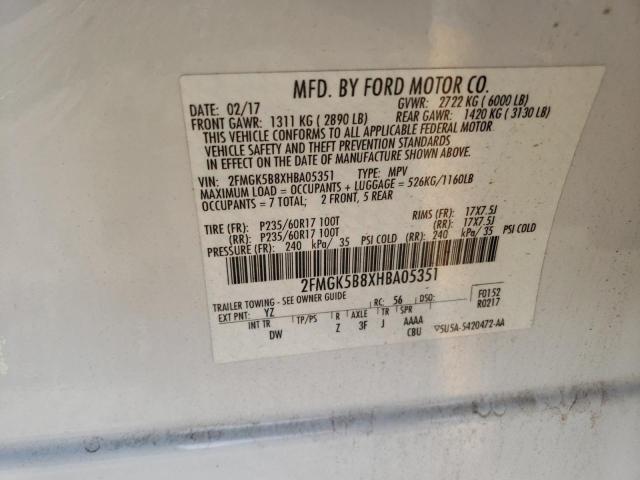 MFD. BY FORD MOTOR CO.
DATE: 02/17 GVWR: 2722 KG ( 6000 LB)
FRONT GAWR: 1311 KG ( 2890 LB) REAR GAWR: 1420 KG ( 3130 LB)
THIS VEHICLE CONFORMS TO ALL APPLICABLE FEDERAL MOTOR
VEHICLE SAFETY AND THEFT PREVENTION STANDARDS
IN EFFECT ON THE DATE OF MANUFACTURE SHOWN ABOVE.
VIN: 2FMGK5B8XHBA05351 TYPE: MPV
MAXIMUM LOAD = OCCUPANTS + LUGGAGE = 526KG/1160LB
OCCUPANTS = 7 TOTAL; 2 FRONT, 5 REAR
TIRE (FR): P235/60R17 100T RIMS (FR): 17X7.5J
(RR): P235/60R17 100T (RR): 17X7.5J
PRESSURE (FR): 240 kPa/ 35 PSI COLD (RR): 240 kPa/ 35 PSI COLD
2FMGK5B8XHBA05351
TRAILER TOWING - SEE OWNER GUIDE
EXT PNT: YZ RC: 56 DSO: F0152
R0217
INT TR TP/PS R AXLE TR SPR
DW Z 3F J AAAA
CBU 5U5A-5420472-AA